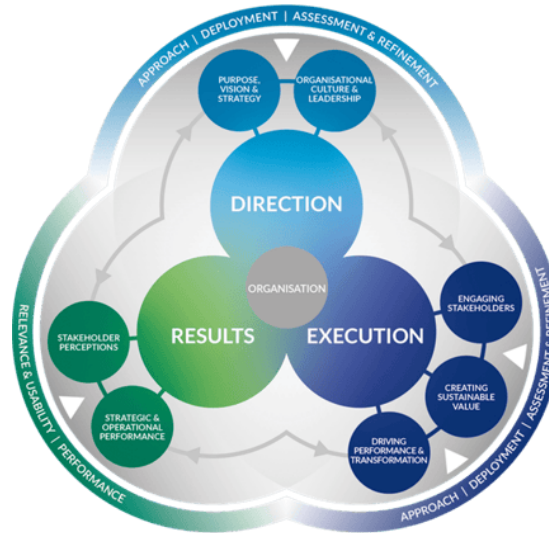 APPROACH | DEPLOYMENT | ASSESSMENT & REFINEMENT
PURPOSE,
VISION &
STRATEGY
ORGANISATIONAL
CULTURE &
LEADERSHIP
DIRECTION
ORGANISATION
RESULTS
EXECUTION
STAKEHOLDER
PERCEPTIONS
STRATEGIC &
OPERATIONAL
PERFORMANCE
ENGAGING
STAKEHOLDERS
CREATING
SUSTAINABLE
VALUE
DRIVING
PERFORMANCE &
TRANSFORMATION
RELEVANCE & USABILITY | PERFORMANCE
APPROACH | DEPLOYMENT | ASSESSMENT & REFINEMENT